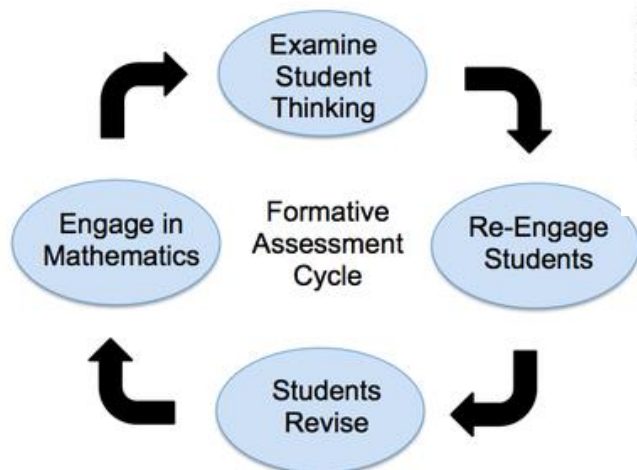 Examine
Student
Thinking
Engage in
Mathematics
Formative
Assessment
Cycle
Re-Engage
Students
Students
Revise